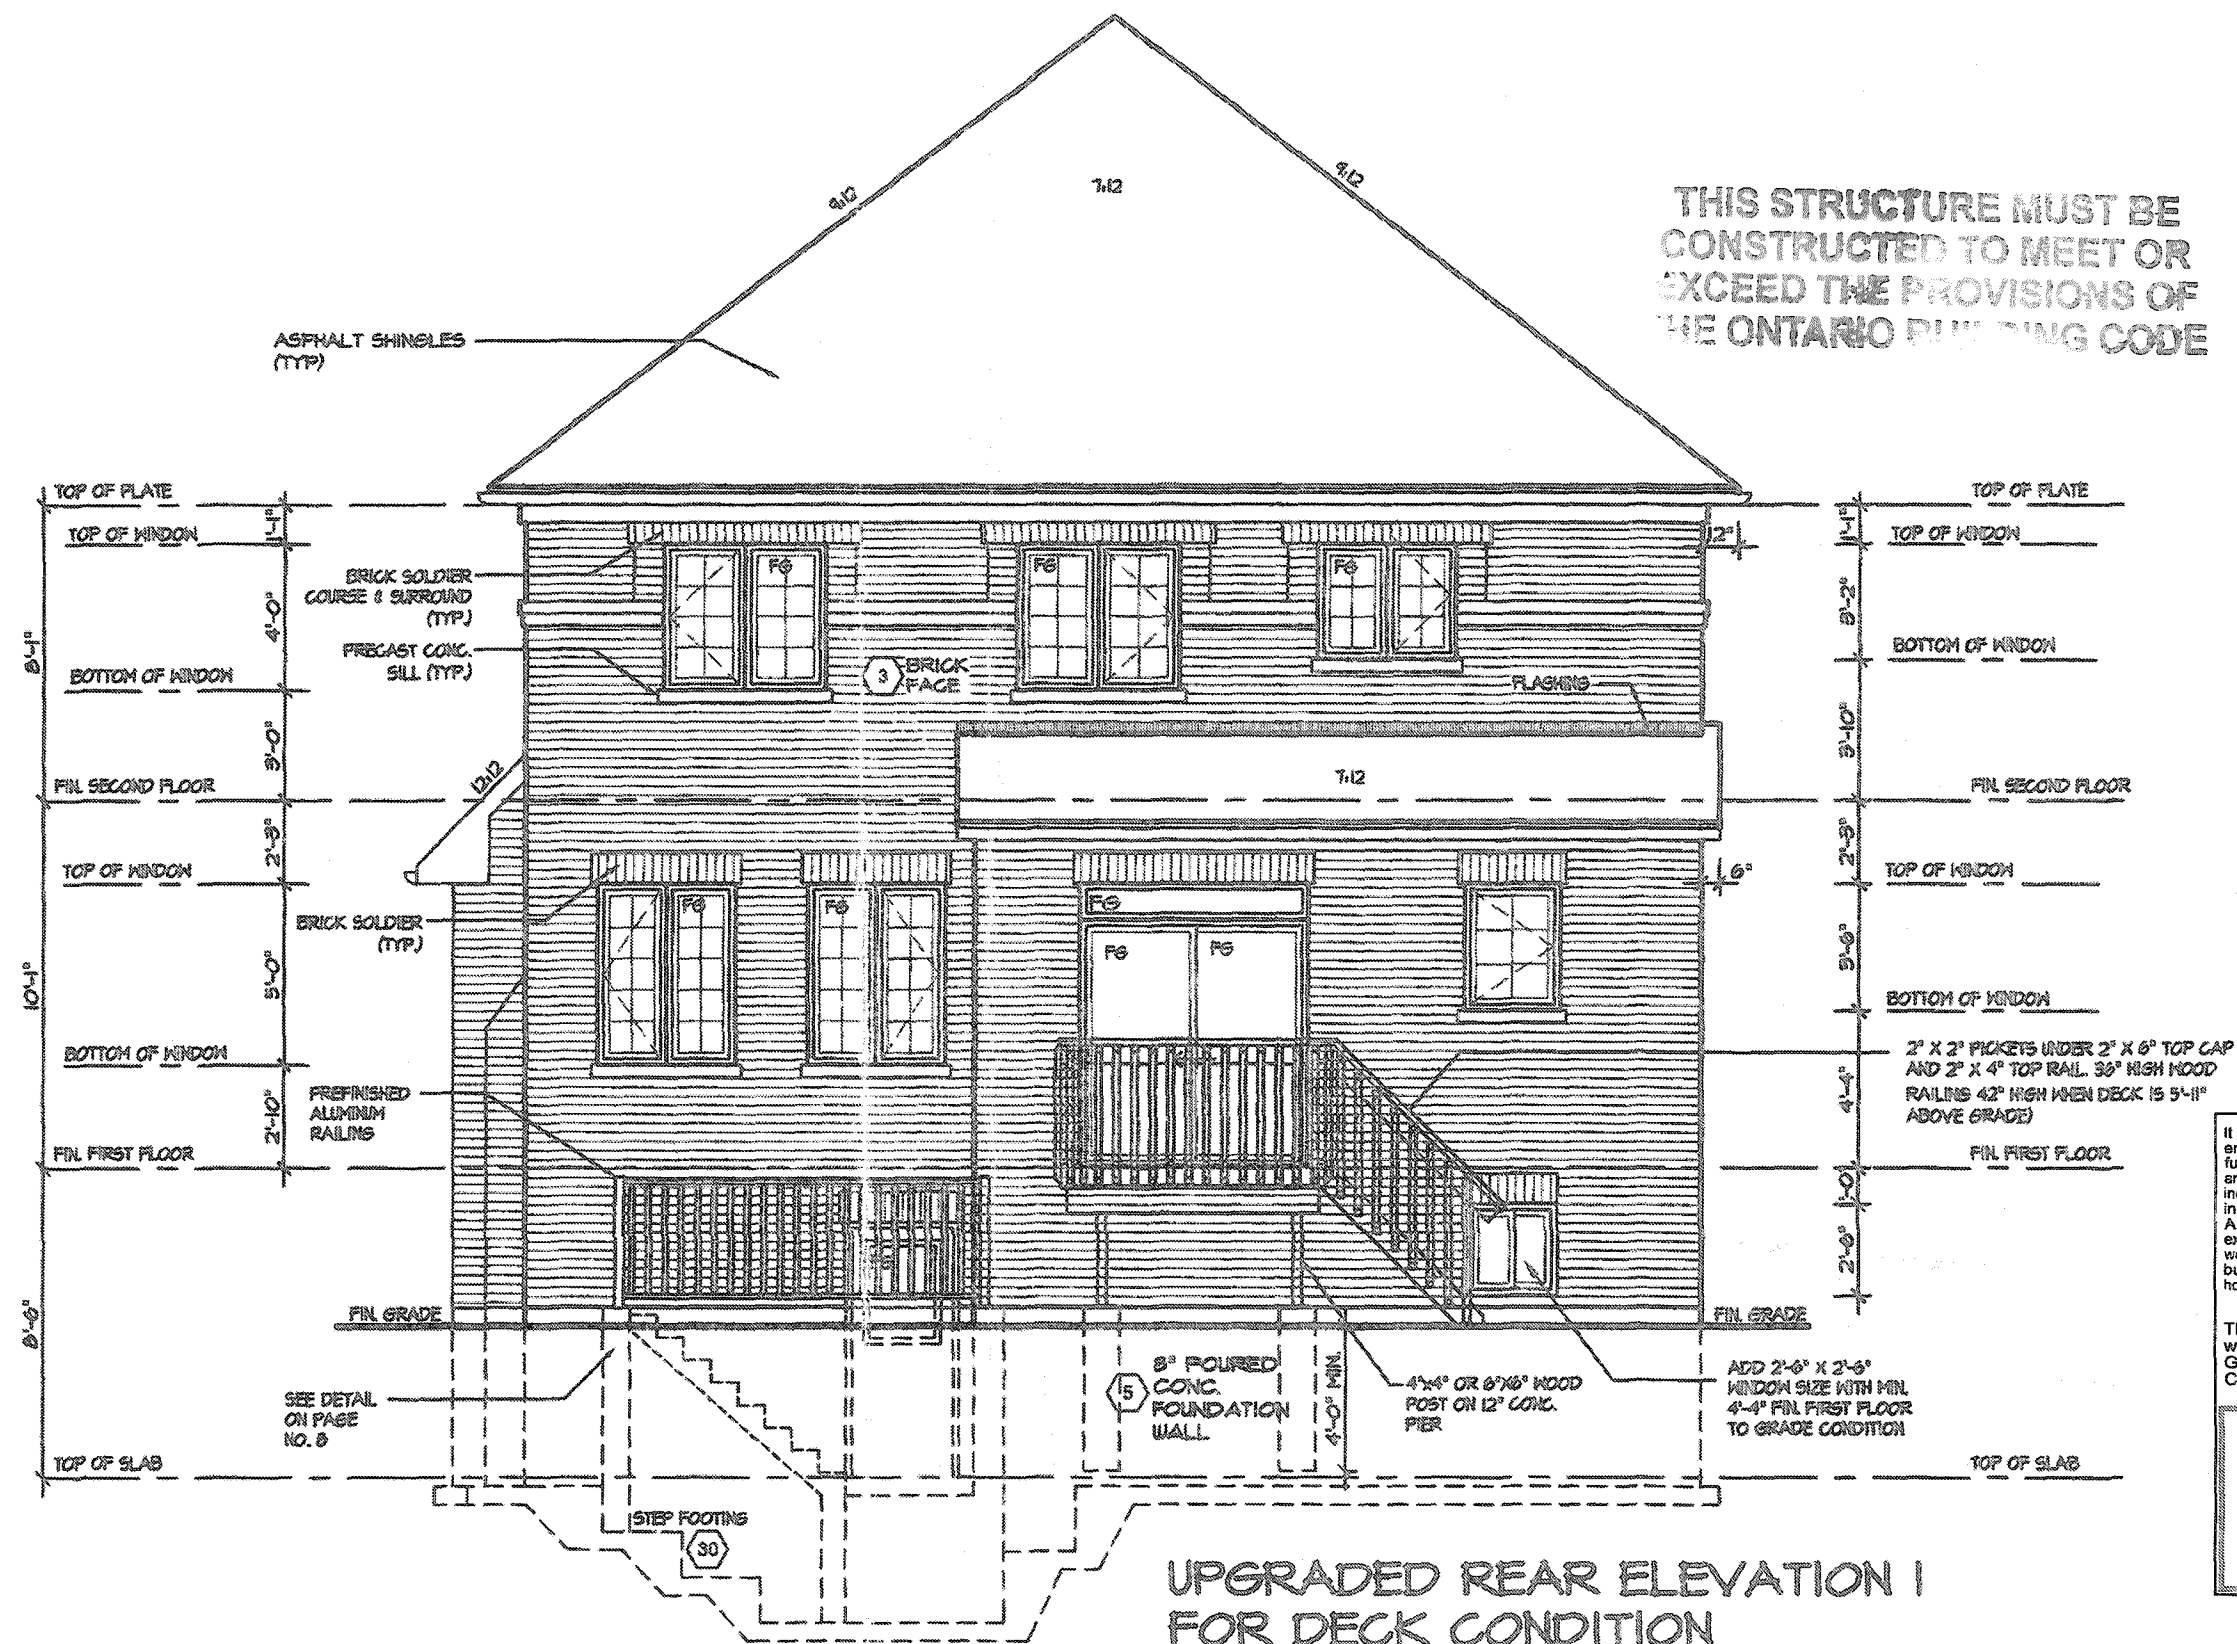 9:12
7:12
9:12
THIS STRUCTURE MUST BE
CONSTRUCTED TO MEET OR
EXCEED THE PROVISIONS OF
THE ONTARIO BUILDING CODE
ASPHALT SHINGLES
(TYP)
TOP OF PLATE
TOP OF WINDOW
1'-1"
BRICK SOLDIER
COURSE & SURROUND
(TYP.)
4'-0"
PRECAST CONC.
SILL (TYP.)
8'-1"
BOTTOM OF WINDOW
3'-0"
FIN. SECOND FLOOR
12:12
2'-3"
TOP OF WINDOW
BRICK SOLDIER
(TYP.)
10'-1"
5'-0"
BOTTOM OF WINDOW
PREFINISHED
ALUMINUM
RAILING
2'-10"
FIN. FIRST FLOOR
FIN. GRADE
8'-6"
SEE DETAIL
ON PAGE
NO. 8
TOP OF SLAB
FG
FG
FG
3
BRICK
FACE
FLASHING
7:12
FG
FG
FG
FG
FG
STEP FOOTING
30
5
8" POURED
CONC.
FOUNDATION
WALL
4'-0" MIN.
4"x4" OR 6"X6" WOOD
POST ON 12" CONC.
PIER
ADD 2'-6" X 2'-6"
WINDOW SIZE WITH MIN.
4'-4" FIN. FIRST FLOOR
TO GRADE CONDITION
FIN. GRADE
12"
TOP OF PLATE
1'-1"
TOP OF WINDOW
3'-2"
BOTTOM OF WINDOW
3'-10"
FIN. SECOND FLOOR
2'-3"
TOP OF WINDOW
6"
3'-6"
BOTTOM OF WINDOW
2" X 2" PICKETS UNDER 2" X 6" TOP CAP
AND 2" X 4" TOP RAIL. 36" HIGH WOOD
RAILING 42" HIGH WHEN DECK IS 5'-11"
ABOVE GRADE)
4'-4"
FIN. FIRST FLOOR
1'-0"
2'-6"
TOP OF SLAB
UPGRADED REAR ELEVATION 1
FOR DECK CONDITION